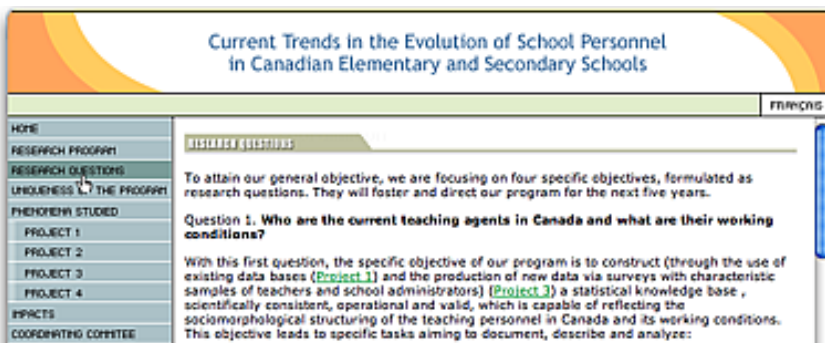 Current Trends in the Evolution of School Personnel
in Canadian Elementary and Secondary Schools
FRANÇAIS
HOME
RESEARCH PROGRAM
RESEARCH QUESTIONS
UNIQUENESS THE PROGRAM
PHENOMENA STUDIED
PROJECT 1
PROJECT 2
PROJECT 3
PROJECT 4
IMPACTS
COORDINATING COMMITEE
RESEARCH QUESTIONS
To attain our general objective, we are focusing on four specific objectives, formulated as
research questions. They will foster and direct our program for the next five years.
Question 1. Who are the current teaching agents in Canada and what are their working
conditions?
With this first question, the specific objective of our program is to construct (through the use of
existing data bases (Project 1) and the production of new data via surveys with characteristic
samples of teachers and school administrators) (Project 3) a statistical knowledge base ,
scientifically consistent, operational and valid, which is capable of reflecting the
sociomorphological structuring of the teaching personnel in Canada and its working conditions.
This objective leads to specific tasks aiming to document, describe and analyze: